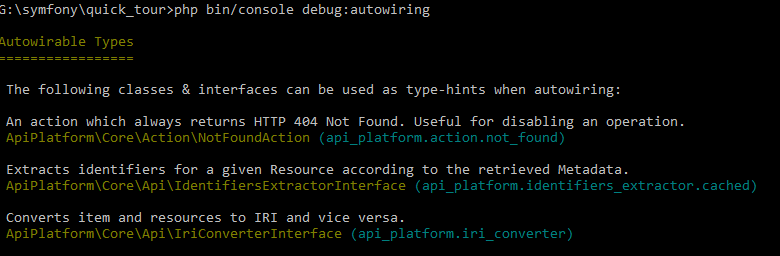 G:\symfony\quick_tour>php bin/console debug:autowiring
Autowirable Types
=================
The following classes & interfaces can be used as type-hints when autowiring:
An action which always returns HTTP 404 Not Found. Useful for disabling an operation.
ApiPlatform\Core\Action\NotFoundAction (api_platform.action.not_found)
Extracts identifiers for a given Resource according to the retrieved Metadata.
ApiPlatform\Core\Api\IdentifiersExtractorInterface (api_platform.identifiers_extractor.cached)
Converts item and resources to IRI and vice versa.
ApiPlatform\Core\Api\IriConverterInterface (api_platform.iri_converter)